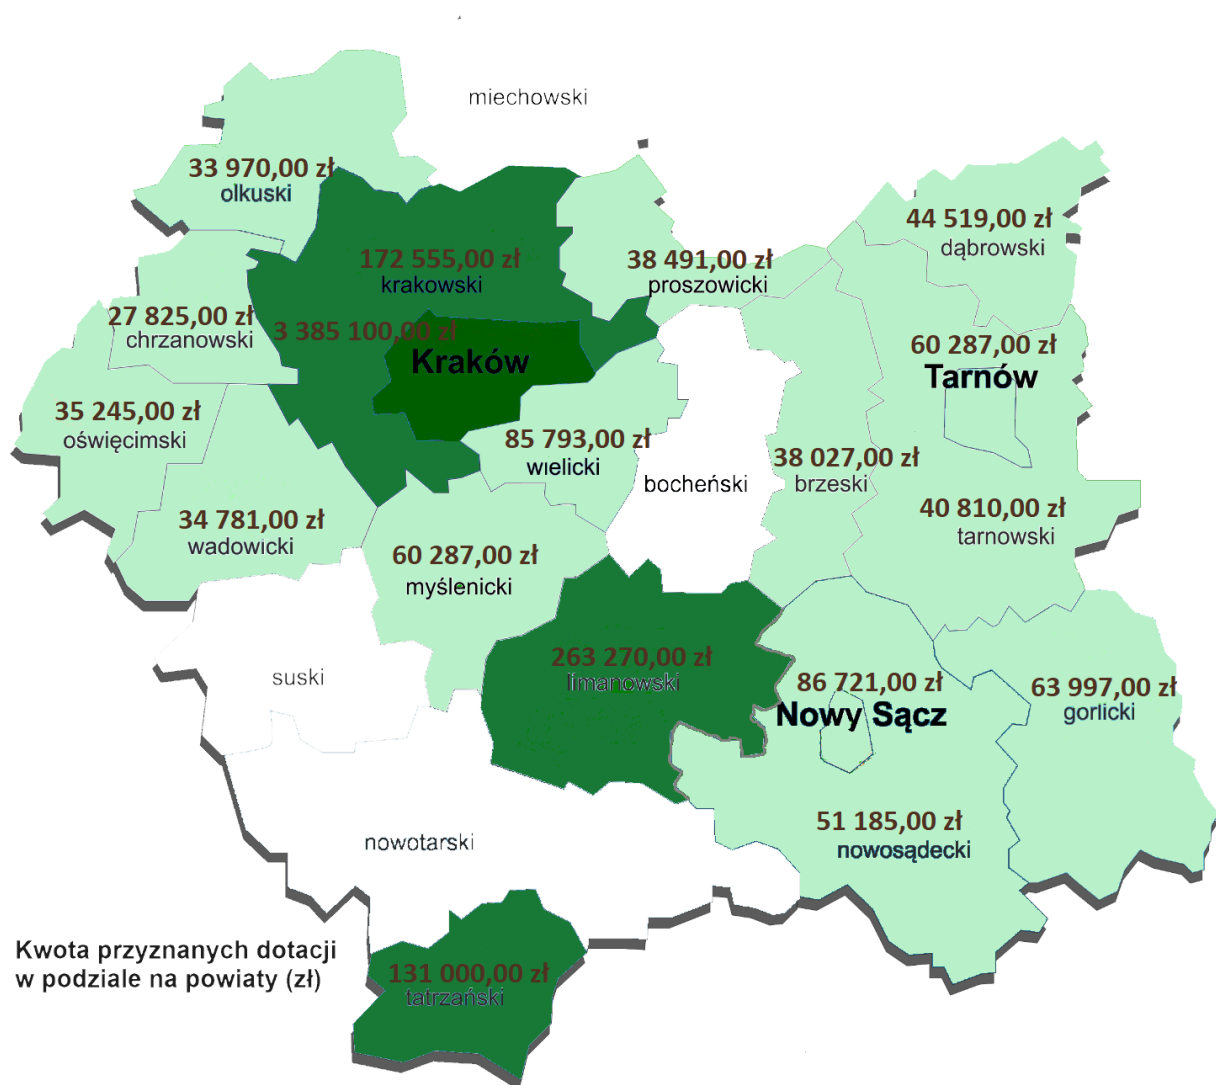 miechowski
33 970,00 zł
olkuski
44 519,00 zł
dąbrowski
172 555,00 zł
krakowski
38 491,00 zł
proszowicki
27 825,00 zł
chrzanowski
3 385 100,00 zł
Kraków
60 287,00 zł
Tarnów
35 245,00 zł
oświęcimski
85 793,00 zł
wielicki
38 027,00 zł
brzeski
bocheński
34 781,00 zł
wadowicki
40 810,00 zł
tarnowski
60 287,00 zł
myślenicki
263 270,00 zł
limanowski
suski
86 721,00 zł
Nowy Sącz
63 997,00 zł
gorlicki
51 185,00 zł
nowosądecki
nowotarski
Kwota przyznanych dotacji
w podziale na powiaty (zł)
131 000,00 zł
tatrzański